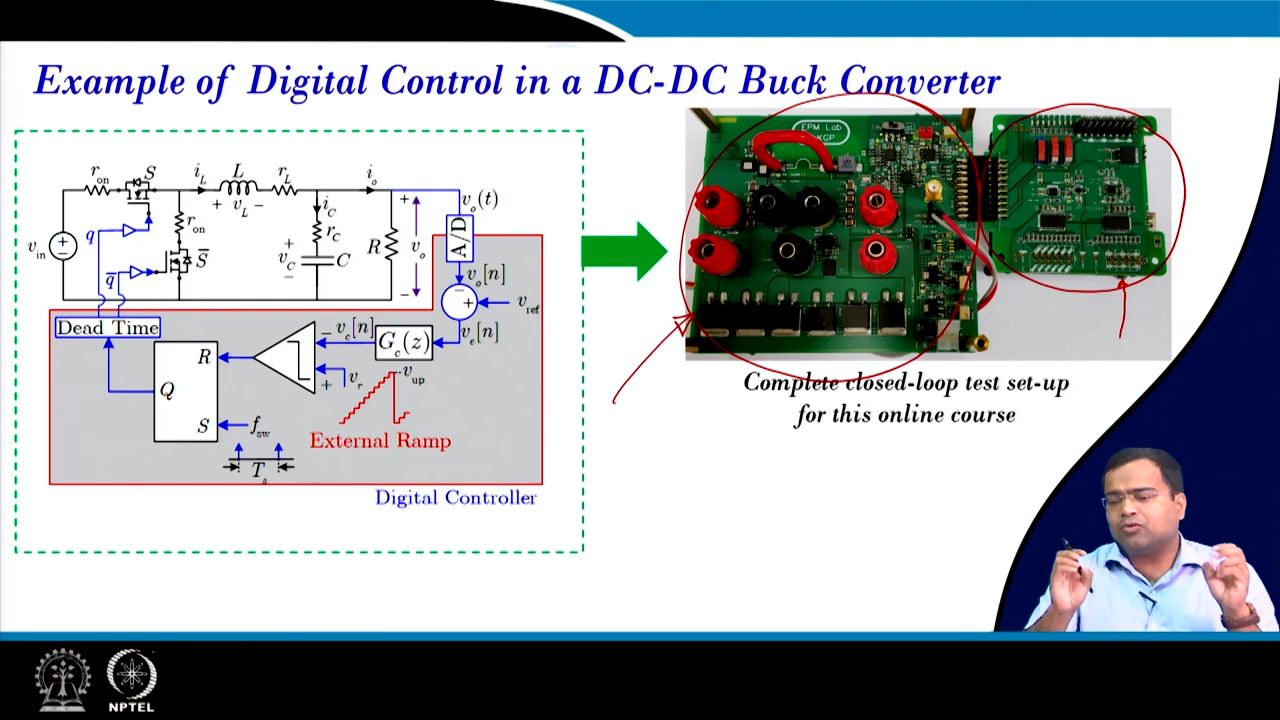 Example of Digital Control in a DC-DC Buck Converter
r_on
S
i_L
L
r_L
i_o
+ v_L −
v_o(t)
q
r_on
i_C
+
A/D
v_in
+
−
S̅
+
r_C
R
v_o
q̅
v_C
C
−
−
v_o[n]
−
+
v_ref
Dead Time
− v_c[n]
G_c(z)
v_e[n]
R
+
v_r
v_up
Q
S
f_sw
External Ramp
T_s
Digital Controller
EPM Lab
KGP
Complete closed-loop test set-up
for this online course
NPTEL